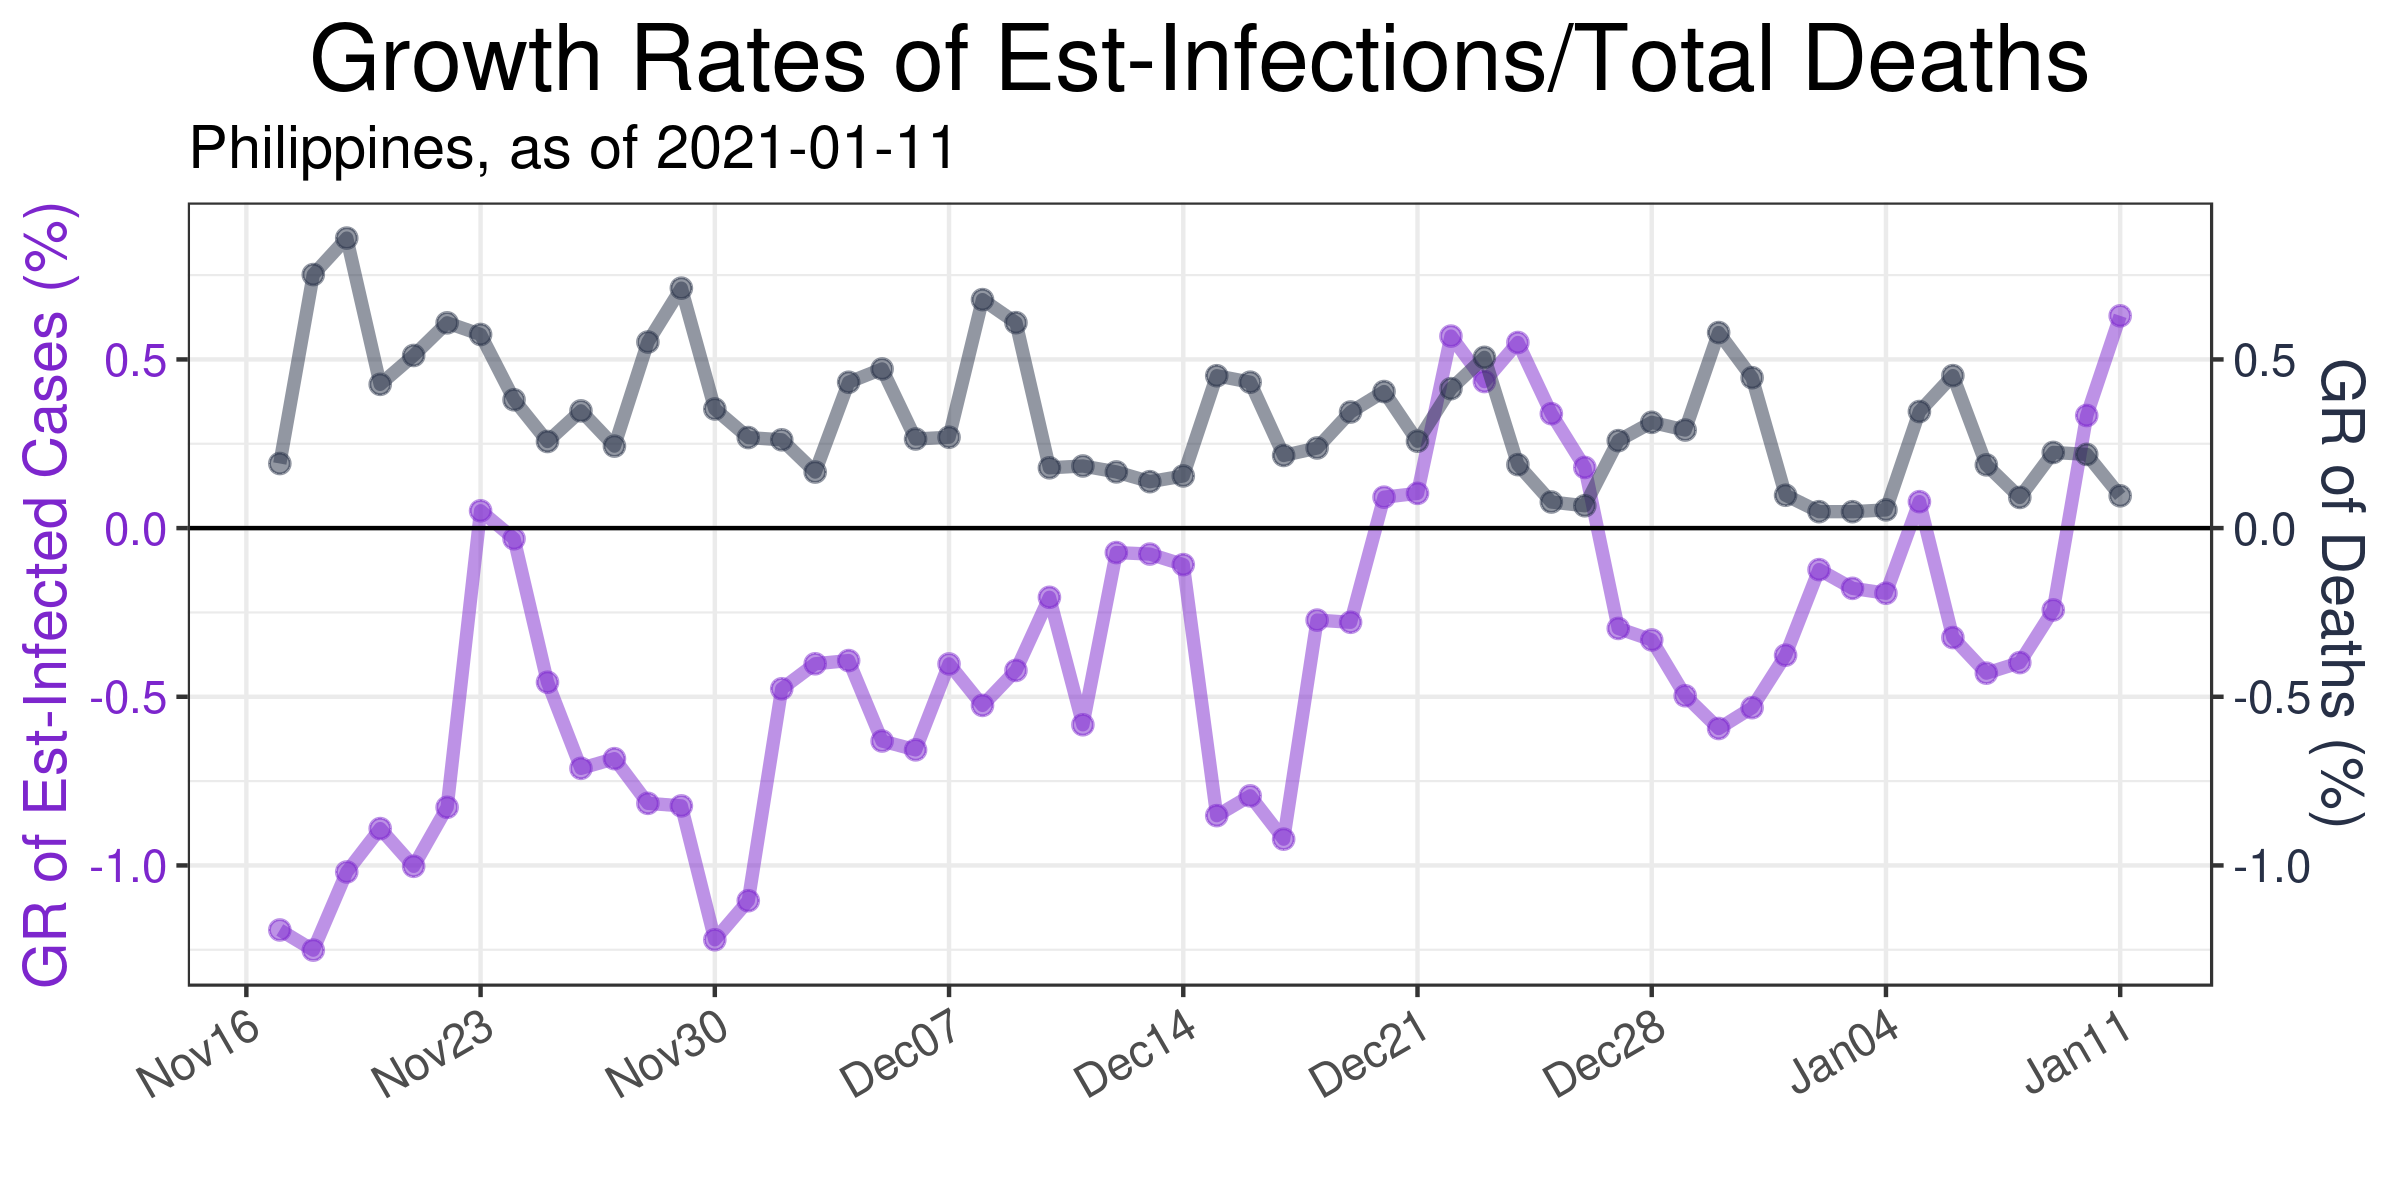 Growth Rates of Est-Infections/Total Deaths
Philippines, as of 2021-01-11
GR of Est-Infected Cases (%)
0.5
0.0
-0.5
-1.0
0.5
0.0
-0.5
-1.0
GR of Deaths (%)
Nov16
Nov23
Nov30
Dec07
Dec14
Dec21
Dec28
Jan04
Jan11